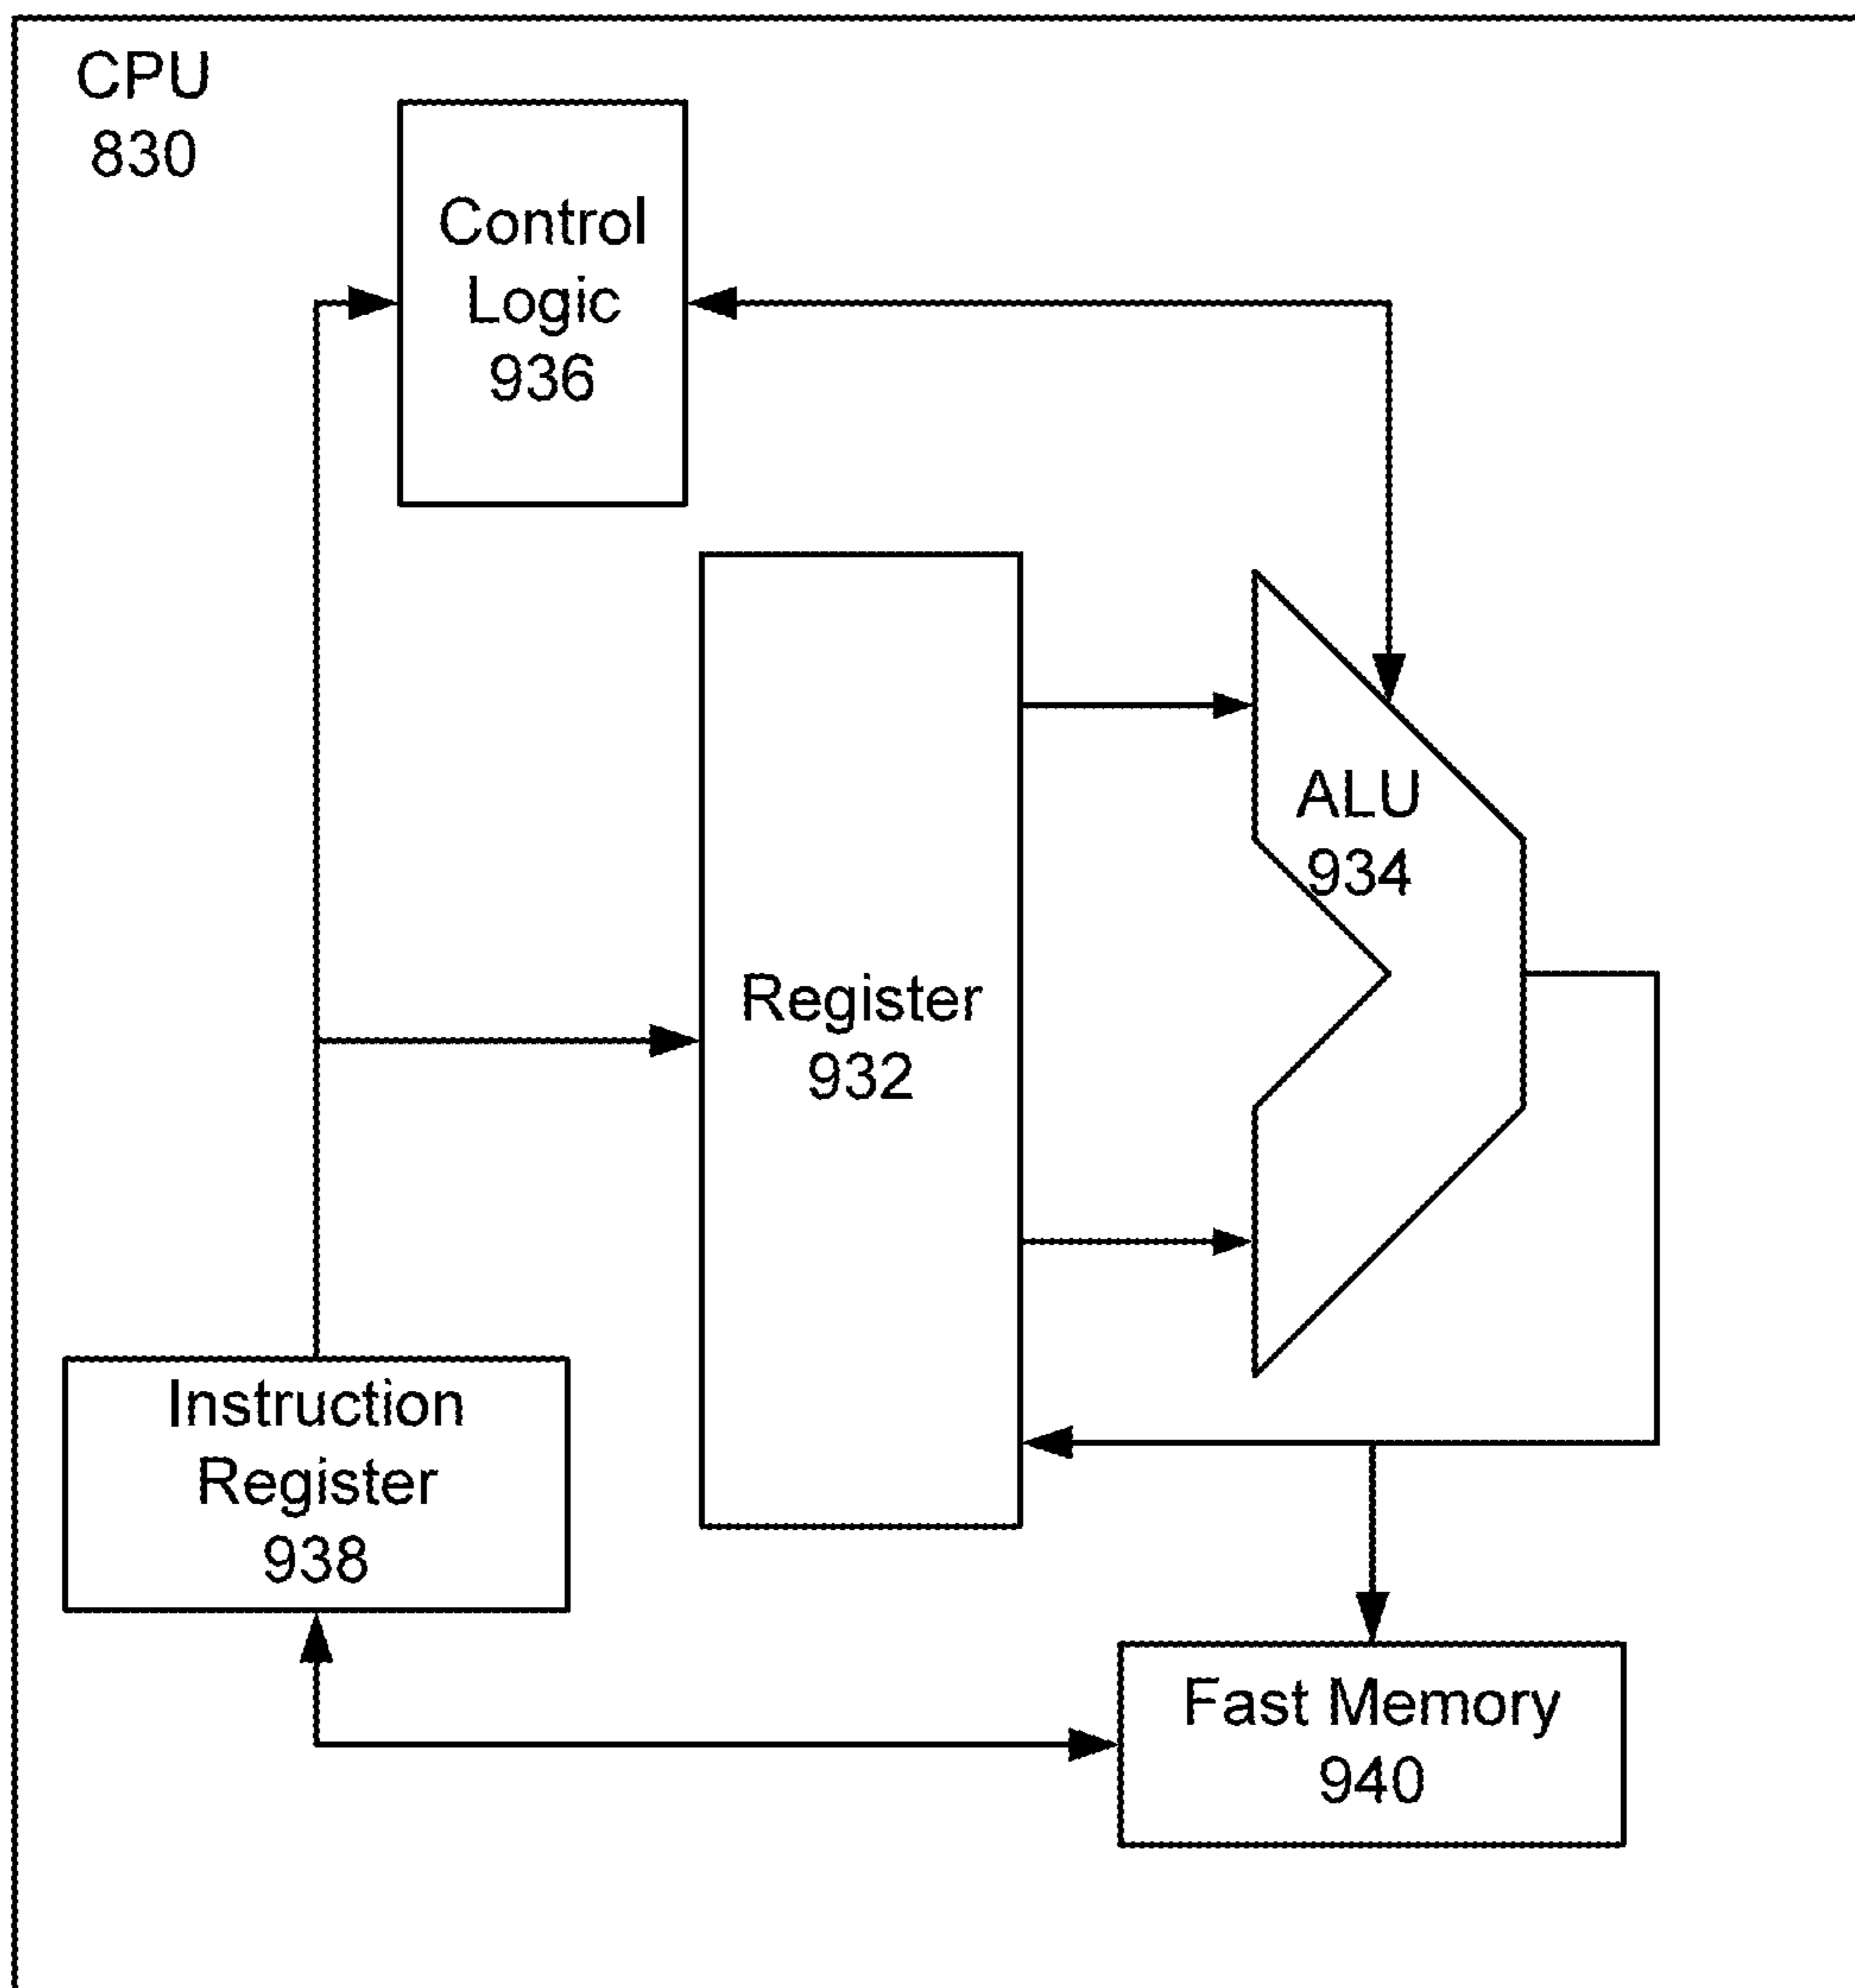 CPU
830
Control
Logic
936
ALU
934
Register
932
Instruction
Register
938
Fast Memory
940